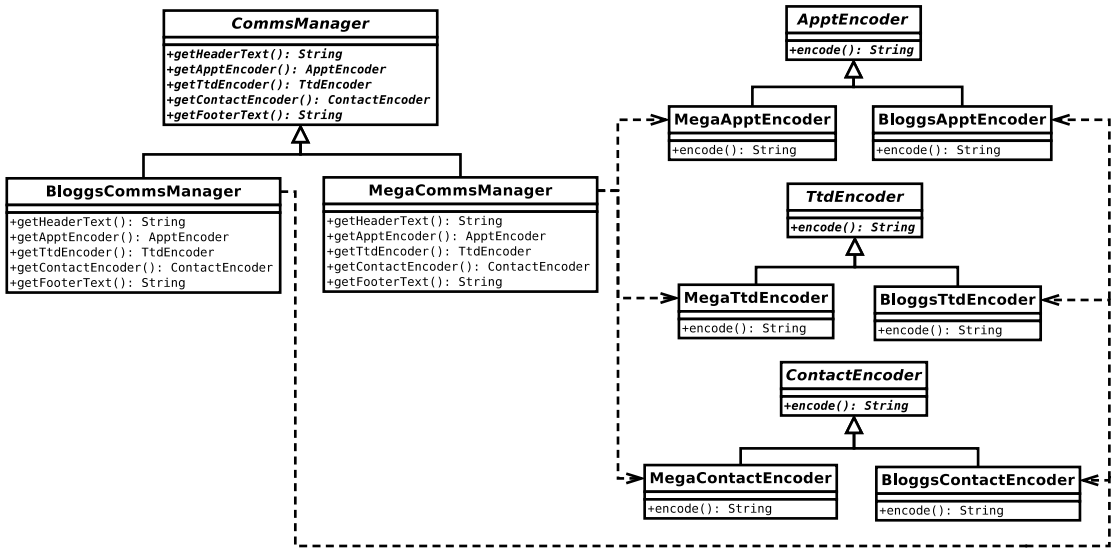 CommsManager
+getHeaderText(): String
+getApptEncoder(): ApptEncoder
+getTtdEncoder(): TtdEncoder
+getContactEncoder(): ContactEncoder
+getFooterText(): String
BloggsCommsManager
+getHeaderText(): String
+getApptEncoder(): ApptEncoder
+getTtdEncoder(): TtdEncoder
+getContactEncoder(): ContactEncoder
+getFooterText(): String
MegaCommsManager
+getHeaderText(): String
+getApptEncoder(): ApptEncoder
+getTtdEncoder(): TtdEncoder
+getContactEncoder(): ContactEncoder
+getFooterText(): String
ApptEncoder
+encode(): String
MegaApptEncoder
+encode(): String
BloggsApptEncoder
+encode(): String
TtdEncoder
+encode(): String
MegaTtdEncoder
+encode(): String
BloggsTtdEncoder
+encode(): String
ContactEncoder
+encode(): String
MegaContactEncoder
+encode(): String
BloggsContactEncoder
+encode(): String